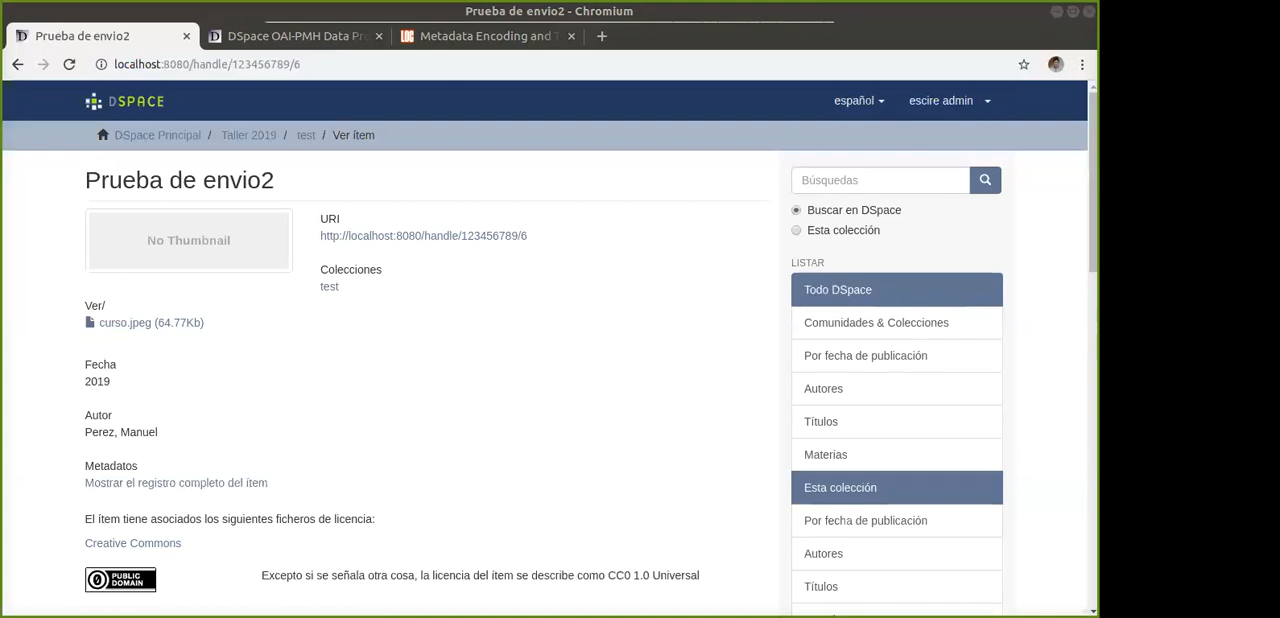 Prueba de envio2 - Chromium
Prueba de envio2
DSpace OAI-PMH Data Pr
LOC Metadata Encoding and T
localhost:8080/handle/123456789/6
DSPACE
español
escire admin
DSpace Principal / Taller 2019 / test / Ver ítem
Prueba de envio2
No Thumbnail
URI
http://localhost:8080/handle/123456789/6
Colecciones
test
Ver/
curso.jpeg (64.77Kb)
Fecha
2019
Autor
Perez, Manuel
Metadatos
Mostrar el registro completo del ítem
El ítem tiene asociados los siguientes ficheros de licencia:
Creative Commons
PUBLIC DOMAIN
Excepto si se señala otra cosa, la licencia del ítem se describe como CC0 1.0 Universal
Búsquedas
Buscar en DSpace
Esta colección
LISTAR
Todo DSpace
Comunidades & Colecciones
Por fecha de publicación
Autores
Títulos
Materias
Esta colección
Por fecha de publicación
Autores
Títulos